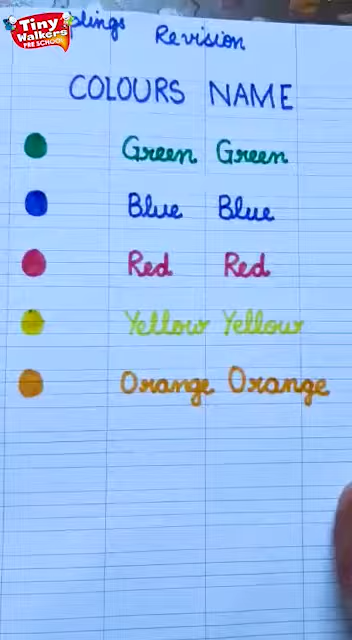 Tiny
Walkers
PRE SCHOOL
Revision
COLOURS NAME
Green Green
Blue Blue
Red Red
Yellow Yellow
Orange Orange